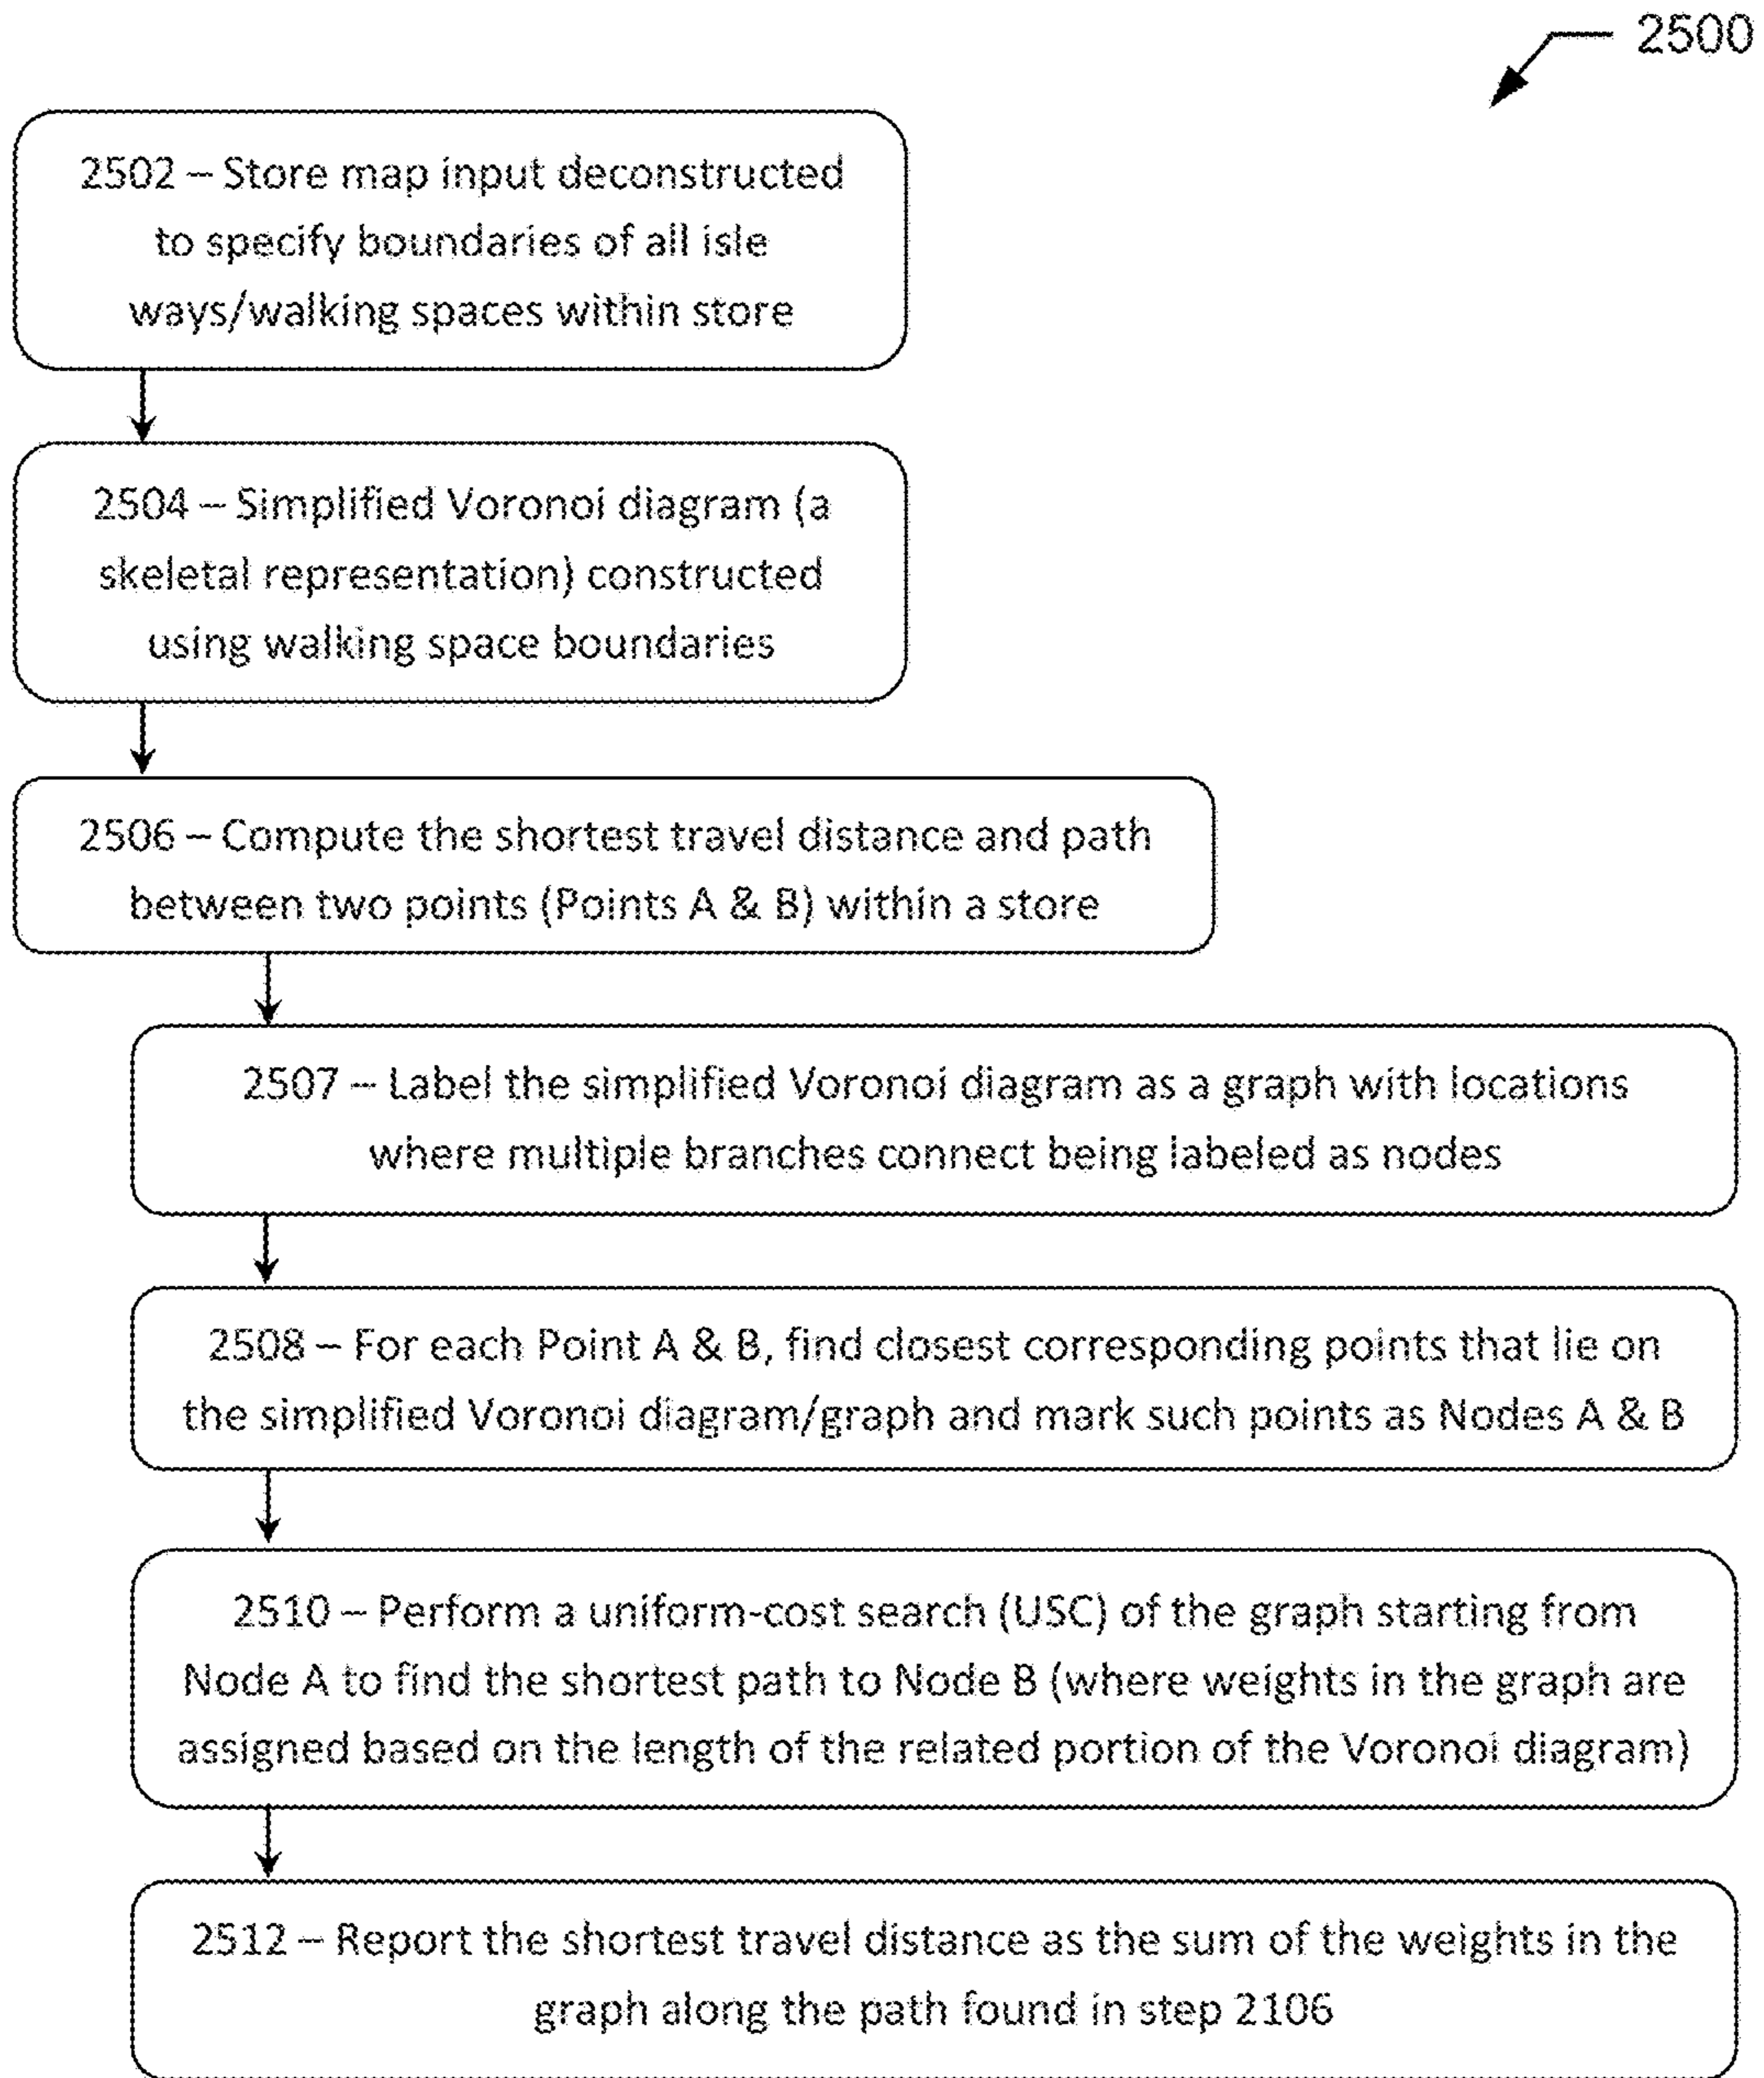 2500
2502 – Store map input deconstructed
to specify boundaries of all isle
ways/walking spaces within store
2504 – Simplified Voronoi diagram (a
skeletal representation) constructed
using walking space boundaries
2506 – Compute the shortest travel distance and path
between two points (Points A & B) within a store
2507 – Label the simplified Voronoi diagram as a graph with locations
where multiple branches connect being labeled as nodes
2508 – For each Point A & B, find closest corresponding points that lie on
the simplified Voronoi diagram/graph and mark such points as Nodes A & B
2510 – Perform a uniform-cost search (USC) of the graph starting from
Node A to find the shortest path to Node B (where weights in the graph are
assigned based on the length of the related portion of the Voronoi diagram)
2512 – Report the shortest travel distance as the sum of the weights in the
graph along the path found in step 2106